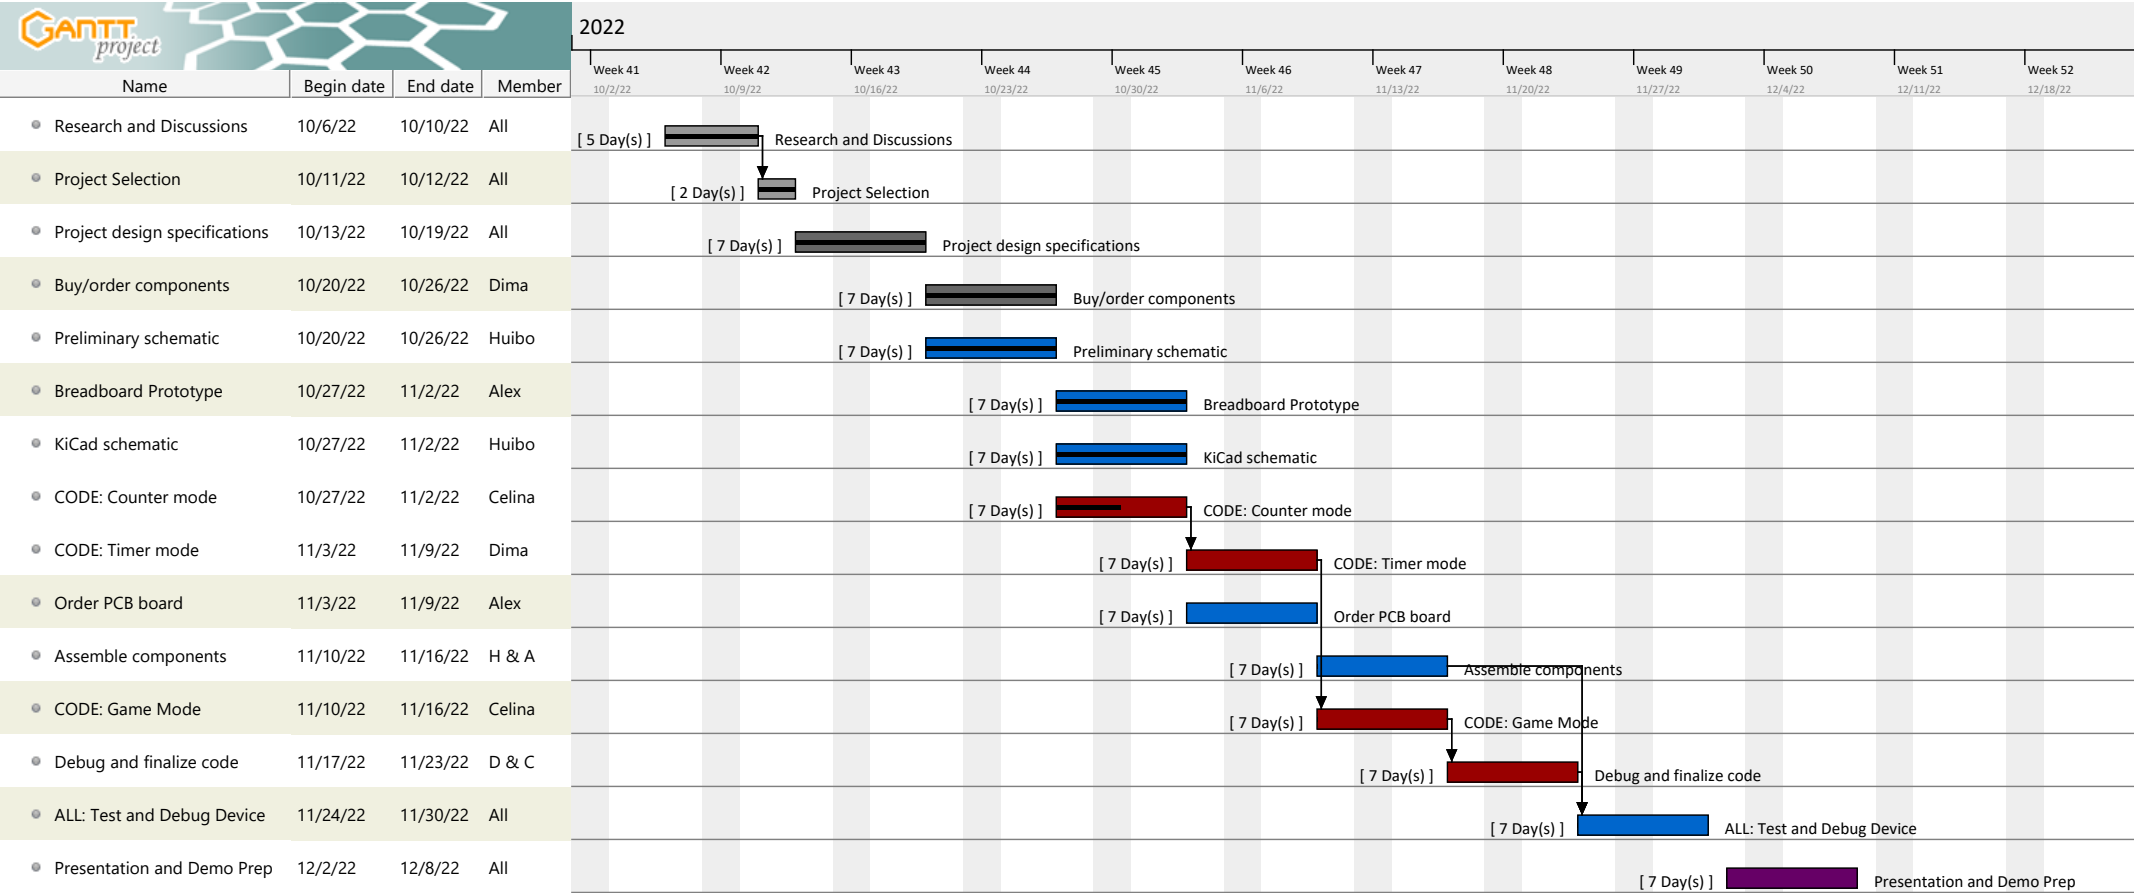 GANTT
project
2022
Week 41 Week 42 Week 43 Week 44 Week 45 Week 46 Week 47 Week 48 Week 49 Week 50 Week 51 Week 52
Name Begin date End date Member
10/2/22 10/9/22 10/16/22 10/23/22 10/30/22 11/6/22 11/13/22 11/20/22 11/27/22 12/4/22 12/11/22 12/18/22
Research and Discussions 10/6/22 10/10/22 All [ 5 Day(s) ] Research and Discussions
Project Selection 10/11/22 10/12/22 All [ 2 Day(s) ] Project Selection
Project design specifications 10/13/22 10/19/22 All [ 7 Day(s) ] Project design specifications
Buy/order components 10/20/22 10/26/22 Dima [ 7 Day(s) ] Buy/order components
Preliminary schematic 10/20/22 10/26/22 Huibo [ 7 Day(s) ] Preliminary schematic
Breadboard Prototype 10/27/22 11/2/22 Alex [ 7 Day(s) ] Breadboard Prototype
KiCad schematic 10/27/22 11/2/22 Huibo [ 7 Day(s) ] KiCad schematic
CODE: Counter mode 10/27/22 11/2/22 Celina [ 7 Day(s) ] CODE: Counter mode
CODE: Timer mode 11/3/22 11/9/22 Dima [ 7 Day(s) ] CODE: Timer mode
Order PCB board 11/3/22 11/9/22 Alex [ 7 Day(s) ] Order PCB board
Assemble components 11/10/22 11/16/22 H & A [ 7 Day(s) ] Assemble components
CODE: Game Mode 11/10/22 11/16/22 Celina [ 7 Day(s) ] CODE: Game Mode
Debug and finalize code 11/17/22 11/23/22 D & C [ 7 Day(s) ] Debug and finalize code
ALL: Test and Debug Device 11/24/22 11/30/22 All [ 7 Day(s) ] ALL: Test and Debug Device
Presentation and Demo Prep 12/2/22 12/8/22 All [ 7 Day(s) ] Presentation and Demo Prep